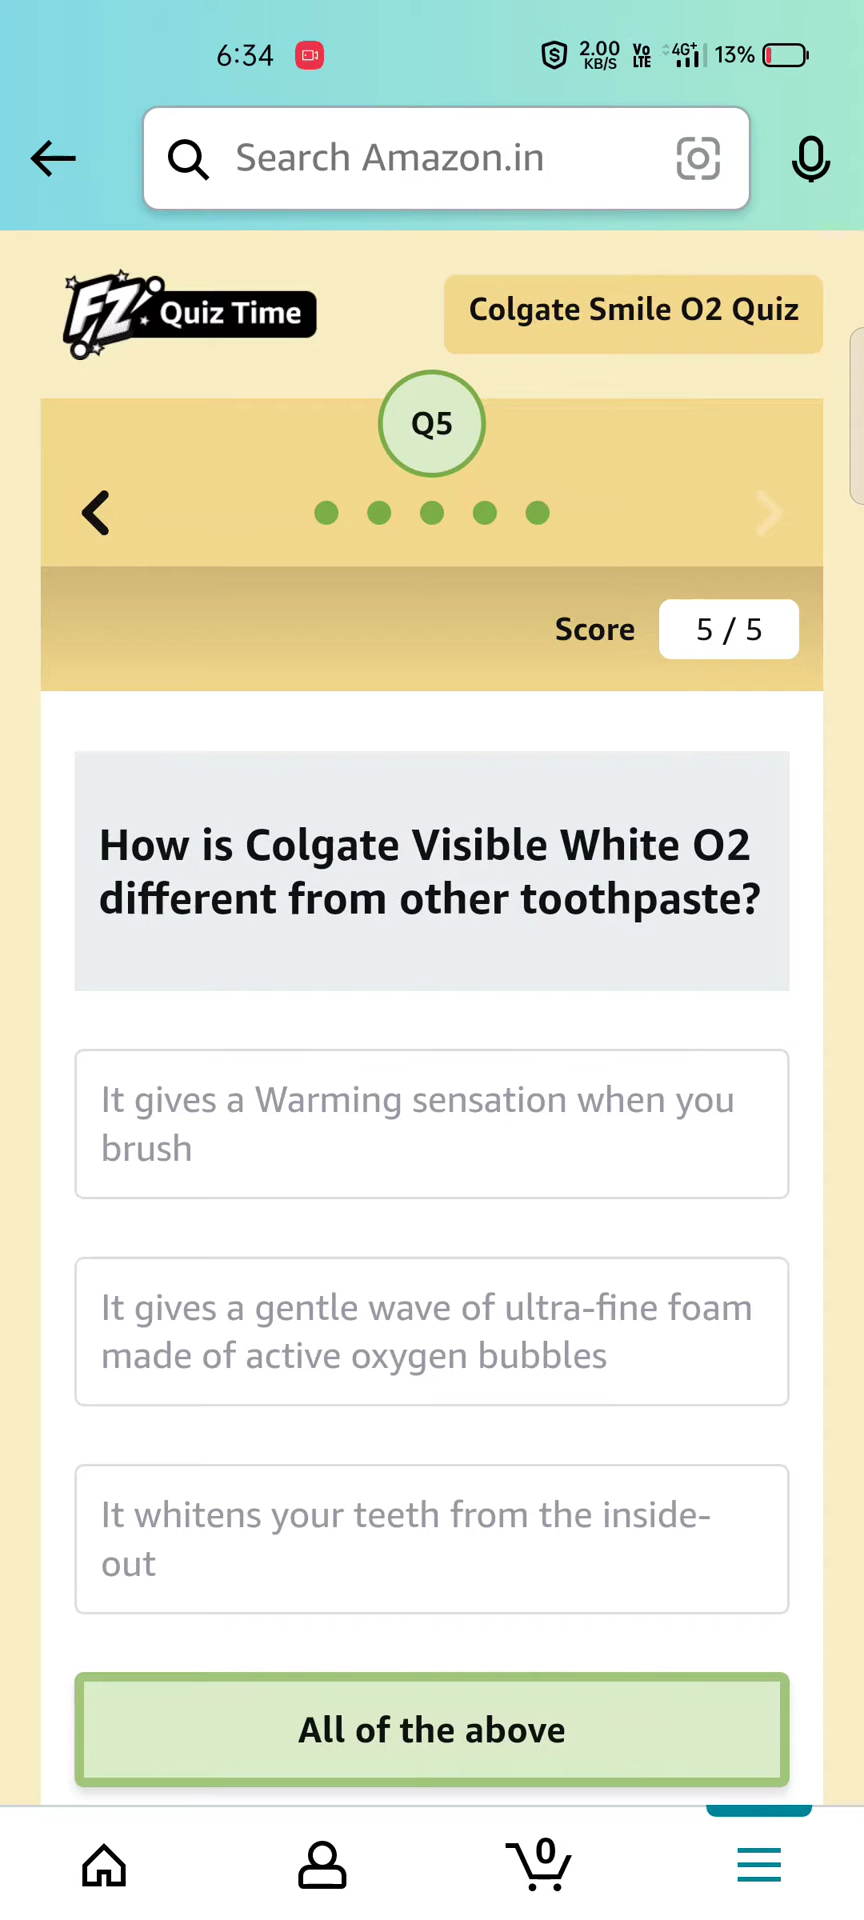 6:34
2.00
KB/S
Vo
LTE
4G+
13%
Search Amazon.in
FZ Quiz Time
Colgate Smile O2 Quiz
Q5
Score
5 / 5
How is Colgate Visible White O2
different from other toothpaste?
It gives a Warming sensation when you
brush
It gives a gentle wave of ultra-fine foam
made of active oxygen bubbles
It whitens your teeth from the inside-
out
All of the above
0